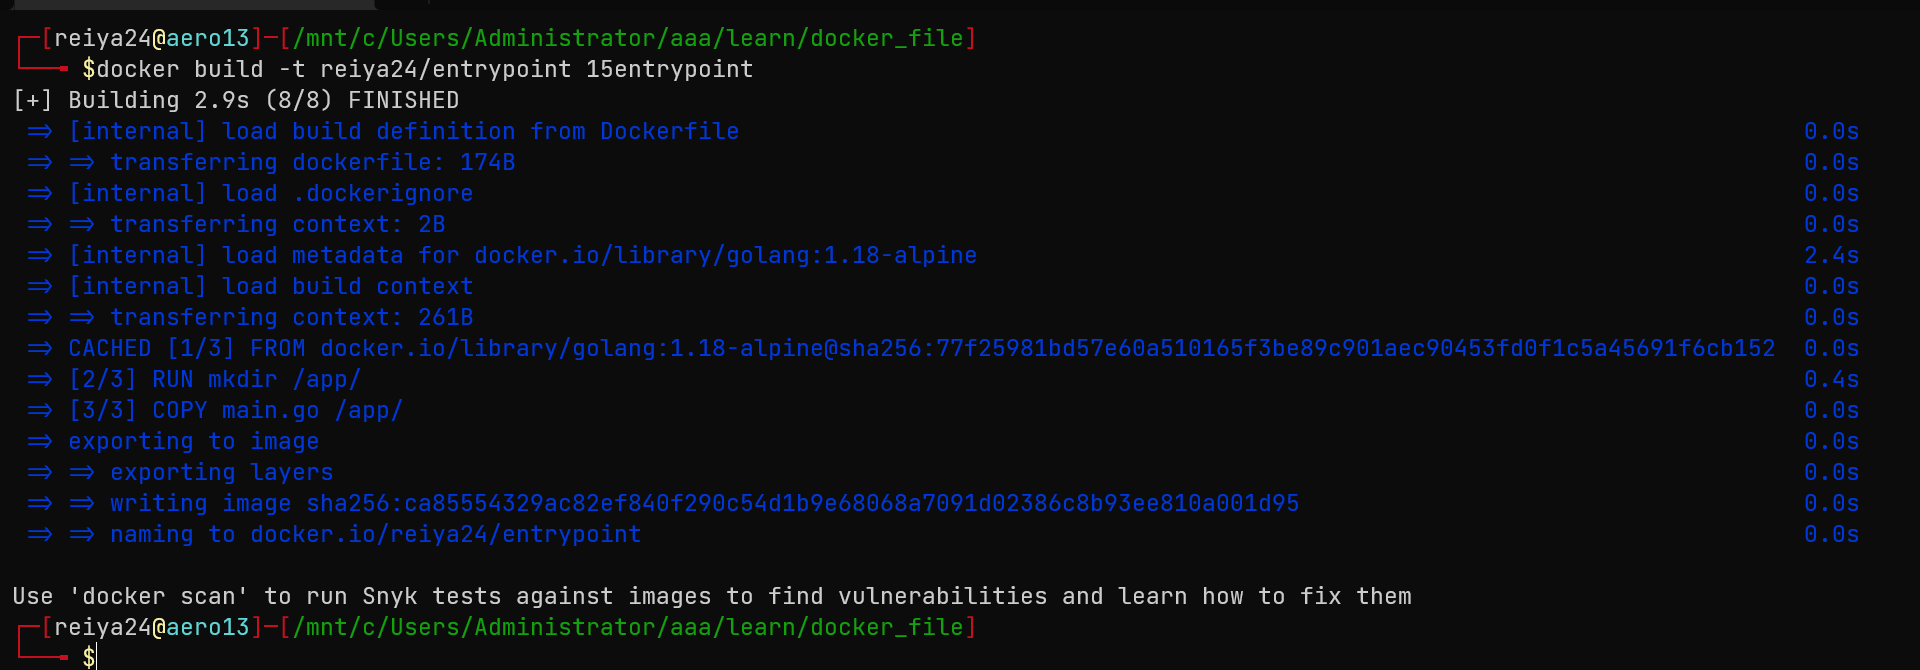 ┌─[reiya24@aero13]─[/mnt/c/Users/Administrator/aaa/learn/docker_file]
└──╼ $docker build -t reiya24/entrypoint 15entrypoint
[+] Building 2.9s (8/8) FINISHED
=> [internal] load build definition from Dockerfile 0.0s
=> => transferring dockerfile: 174B 0.0s
=> [internal] load .dockerignore 0.0s
=> => transferring context: 2B 0.0s
=> [internal] load metadata for docker.io/library/golang:1.18-alpine 2.4s
=> [internal] load build context 0.0s
=> => transferring context: 261B 0.0s
=> CACHED [1/3] FROM docker.io/library/golang:1.18-alpine@sha256:77f25981bd57e60a510165f3be89c901aec90453fd0f1c5a45691f6cb152 0.0s
=> [2/3] RUN mkdir /app/ 0.4s
=> [3/3] COPY main.go /app/ 0.0s
=> exporting to image 0.0s
=> => exporting layers 0.0s
=> => writing image sha256:ca85554329ac82ef840f290c54d1b9e68068a7091d02386c8b93ee810a001d95 0.0s
=> => naming to docker.io/reiya24/entrypoint 0.0s
Use 'docker scan' to run Snyk tests against images to find vulnerabilities and learn how to fix them
┌─[reiya24@aero13]─[/mnt/c/Users/Administrator/aaa/learn/docker_file]
└──╼ $